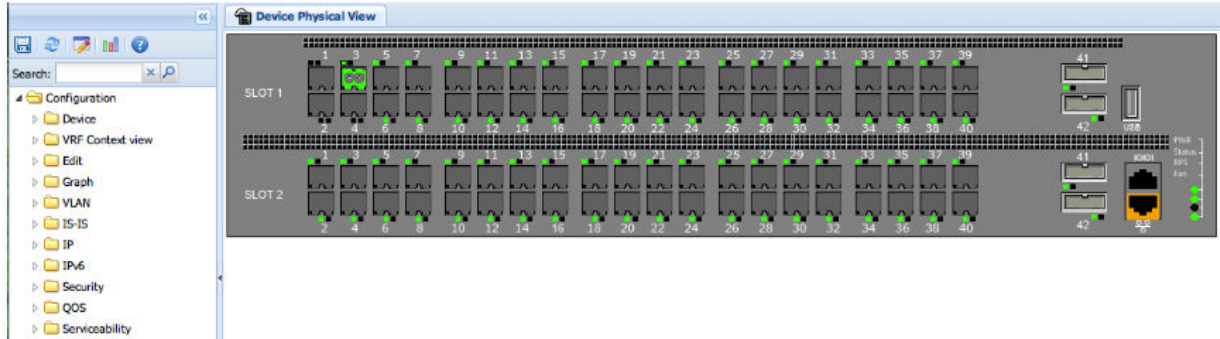 Device Physical View
Search:
Configuration
Device
VRF Context view
Edit
Graph
VLAN
IS-IS
IP
IPv6
Security
QOS
Serviceability
1 3 5 7 9 11 13 15 17 19 21 23 25 27 29 31 33 35 37 39 41
SLOT 1
2 4 6 8 10 12 14 16 18 20 22 24 26 28 30 32 34 36 38 40 42 USB
1 3 5 7 9 11 13 15 17 19 21 23 25 27 29 31 33 35 37 39 41 IOIOI
SLOT 2
2 4 6 8 10 12 14 16 18 20 22 24 26 28 30 32 34 36 38 40 42
PWR
Status
RPS
Fan